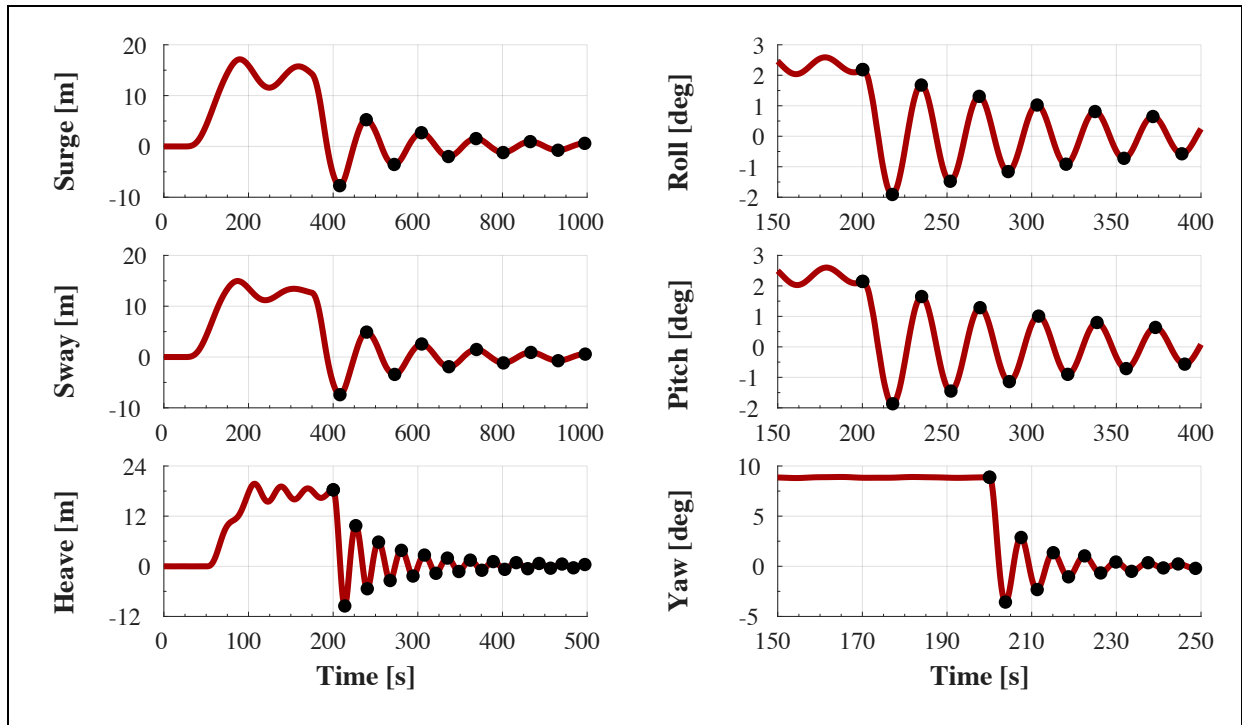 Surge [m]
20
10
0
-10
0 200 400 600 800 1000
Roll [deg]
3
2
1
0
-1
-2
150 200 250 300 350 400
Sway [m]
20
10
0
-10
0 200 400 600 800 1000
Pitch [deg]
3
2
1
0
-1
-2
150 200 250 300 350 400
Heave [m]
24
12
0
-12
0 100 200 300 400 500
Time [s]
Yaw [deg]
10
5
0
-5
150 170 190 210 230 250
Time [s]